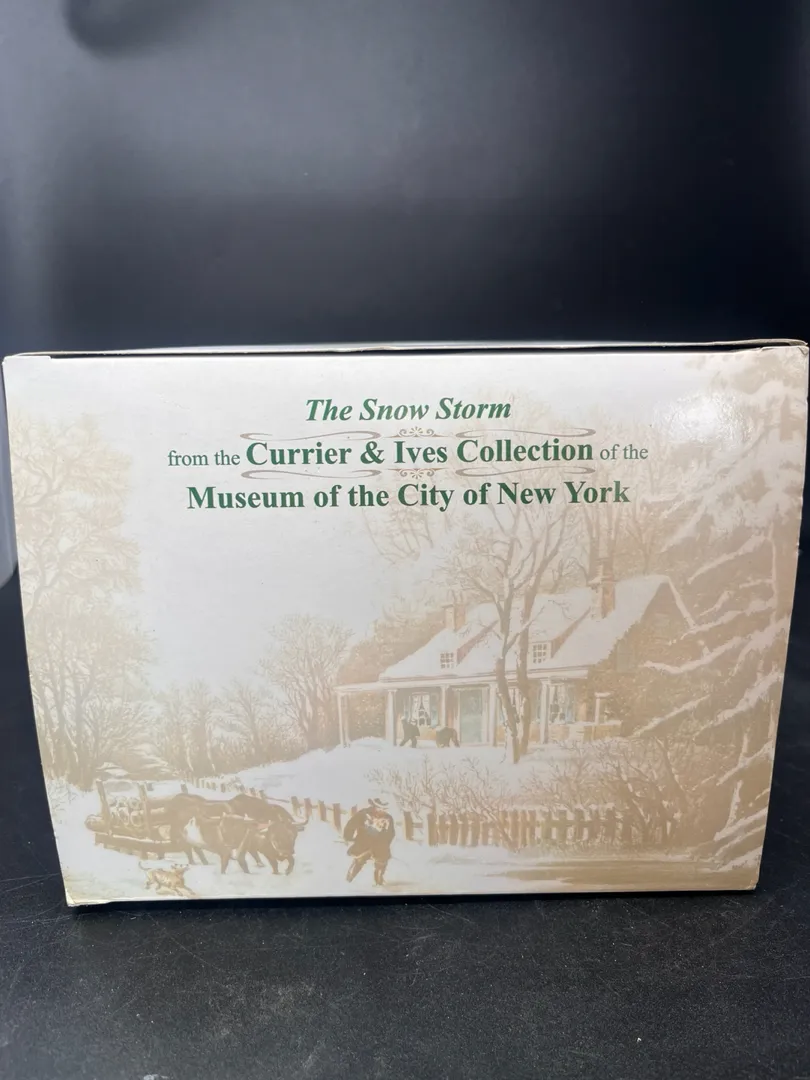 The Snow Storm
from the Currier & Ives Collection of the
Museum of the City of New York